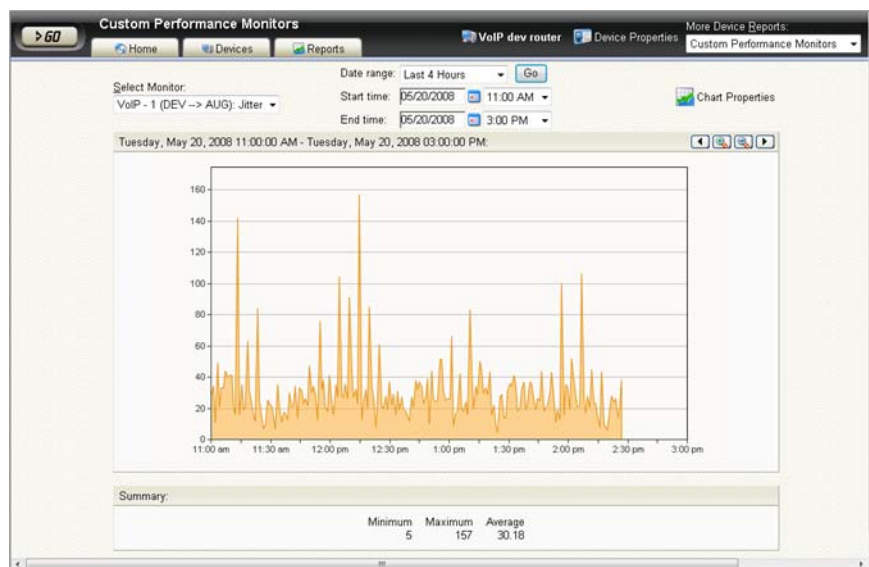 > GO
Custom Performance Monitors
Home
Devices
Reports
VoIP dev router
Device Properties
More Device Reports:
Custom Performance Monitors
Select Monitor:
VoIP - 1 (DEV --> AUG): Jitter
Date range: Last 4 Hours Go
Start time: 05/20/2008 11:00 AM
End time: 05/20/2008 3:00 PM
Chart Properties
Tuesday, May 20, 2008 11:00:00 AM - Tuesday, May 20, 2008 03:00:00 PM:
160
140
120
100
80
60
40
20
0
11:00 am 11:30 am 12:00 pm 12:30 pm 1:00 pm 1:30 pm 2:00 pm 2:30 pm 3:00 pm
Summary:
Minimum Maximum Average
5 157 30.18